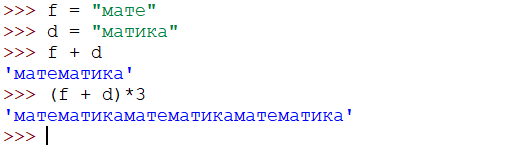 >>> f = "мате"
>>> d = "матика"
>>> f + d
'математика'
>>> (f + d)*3
'математикаматематикаматематика'
>>>